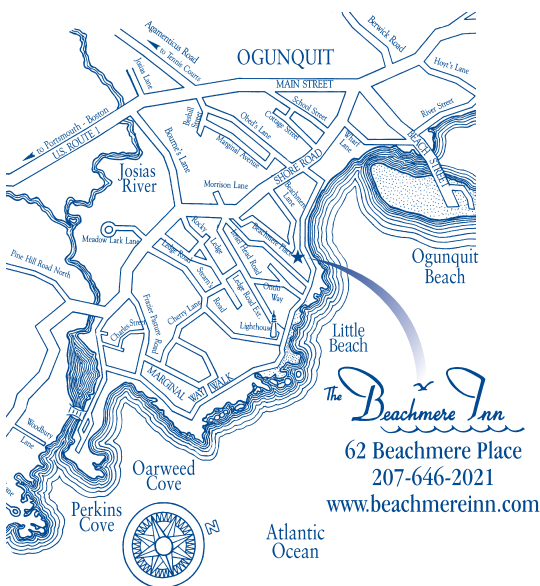 Agamenticus Road
to Tennis Courts
Berwick Road
OGUNQUIT
Hoyt's Lane
Josias Lane
MAIN STREET
School Street
River Street
Cottage Street
Obed's Lane
Bourne's Lane
Marginal Avenue
Wharf Lane
BEACH STREET
to Portsmouth - Boston
U.S. ROUTE 1
SHORE ROAD
Josias
River
Morrison Lane
Beachmere Lane
Rocky Ledge
Meadow Lark Lane
Beachmere Place
Israel Head Road
Ledge Road
Ogunquit
Beach
Pine Hill Road North
Stearns Road
Ledge Road Ext.
Ontio Way
Frazier Pasture Road
Cherry Lane
Charles Street
Lighthouse
Little
Beach
MARGINAL WAY WALK
The Beachmere Inn
Woodbury Lane
62 Beachmere Place
207-646-2021
www.beachmereinn.com
Oarweed
Cove
Perkins
Cove
N
Atlantic
Ocean